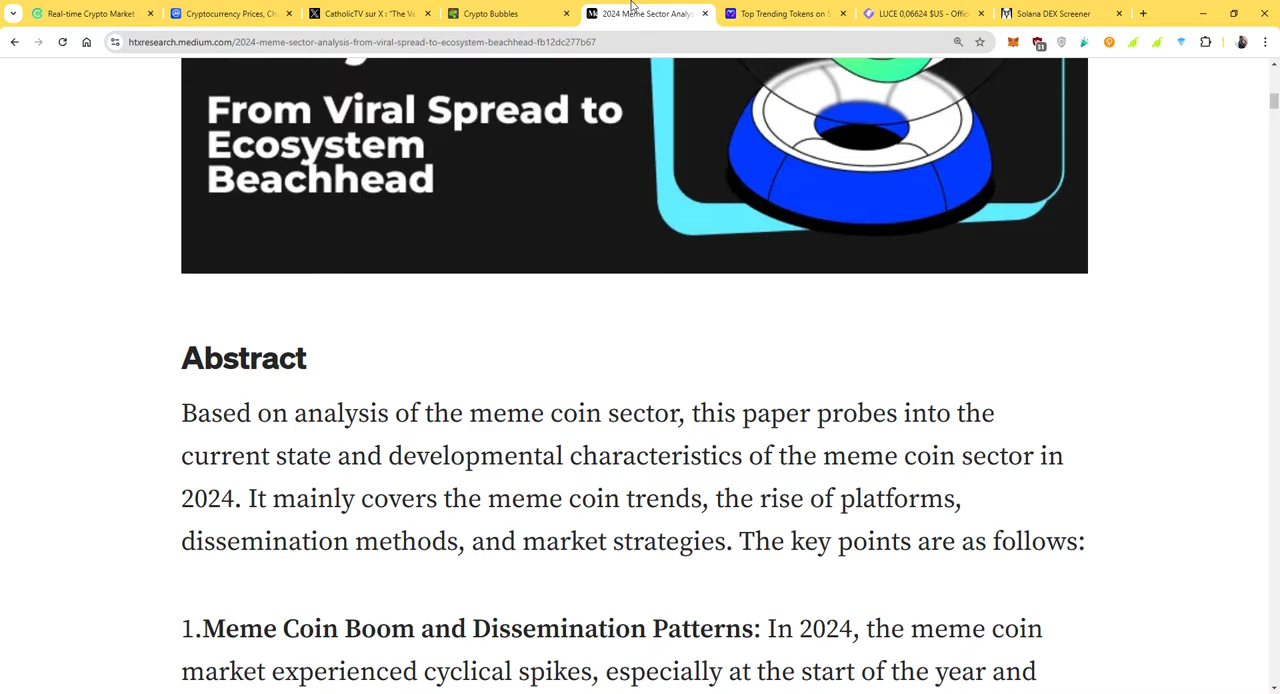 Real-time Crypto Market
Cryptocurrency Prices, Ch
CatholicTV sur X : "The Va
Crypto Bubbles
2024 Meme Sector Analys
Top Trending Tokens on S
LUCE 0,06624 $US - Offici
Solana DEX Screener
htxresearch.medium.com/2024-meme-sector-analysis-from-viral-spread-to-ecosystem-beachhead-fb12dc277b67
11
From Viral Spread to
Ecosystem
Beachhead
Abstract
Based on analysis of the meme coin sector, this paper probes into the
current state and developmental characteristics of the meme coin sector in
2024. It mainly covers the meme coin trends, the rise of platforms,
dissemination methods, and market strategies. The key points are as follows:
1.Meme Coin Boom and Dissemination Patterns: In 2024, the meme coin
market experienced cyclical spikes, especially at the start of the year and